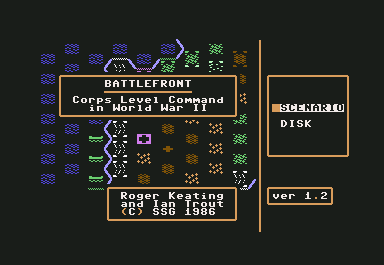 BATTLEFRONT
Corps Level Command
in World War II
SCENARIO
DISK
Roger Keating
and Ian Trout
(C) SSG 1986
ver 1.2